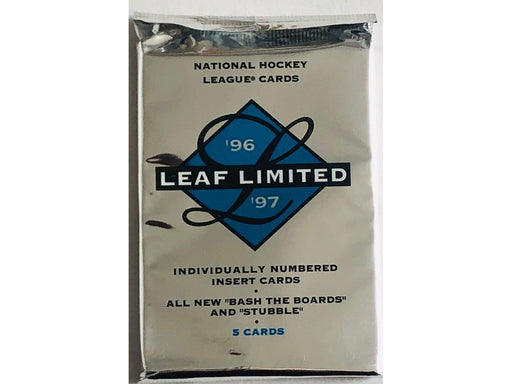 NATIONAL HOCKEY
LEAGUE® CARDS
'96
LEAF LIMITED
'97
INDIVIDUALLY NUMBERED
INSERT CARDS
•
ALL NEW "BASH THE BOARDS"
AND "STUBBLE"
•
5 CARDS